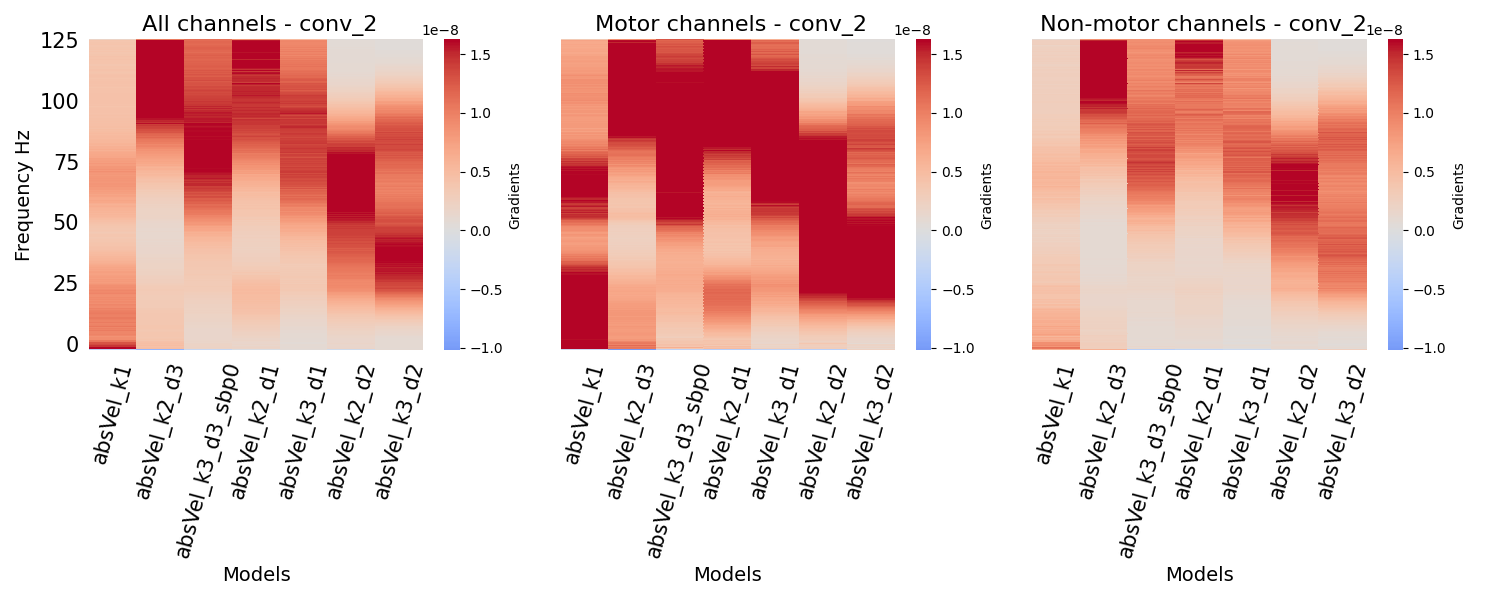 All channels - conv_2
1e−8
Motor channels - conv_2
1e−8
Non-motor channels - conv_2
1e−8
Frequency Hz
125
100
75
50
25
0
1.5
1.0
0.5
0.0
−0.5
−1.0
Gradients
1.5
1.0
0.5
0.0
−0.5
−1.0
Gradients
1.5
1.0
0.5
0.0
−0.5
−1.0
Gradients
absVel_k1
absVel_k2_d3
absVel_k3_d3_sbp0
absVel_k2_d1
absVel_k3_d1
absVel_k2_d2
absVel_k3_d2
absVel_k1
absVel_k2_d3
absVel_k3_d3_sbp0
absVel_k2_d1
absVel_k3_d1
absVel_k2_d2
absVel_k3_d2
absVel_k1
absVel_k2_d3
absVel_k3_d3_sbp0
absVel_k2_d1
absVel_k3_d1
absVel_k2_d2
absVel_k3_d2
Models
Models
Models